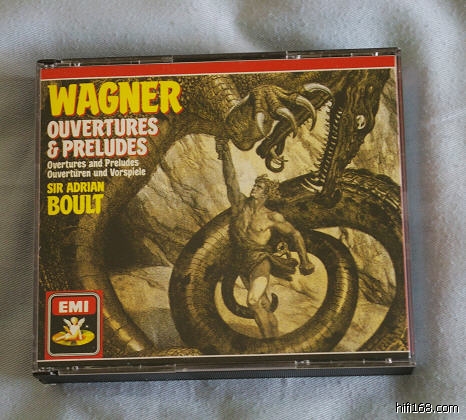 WAGNER
OUVERTURES
& PRELUDES
Overtures and Preludes
Ouvertüren und Vorspiele
SIR ADRIAN
BOULT
EMI
hifi168.com